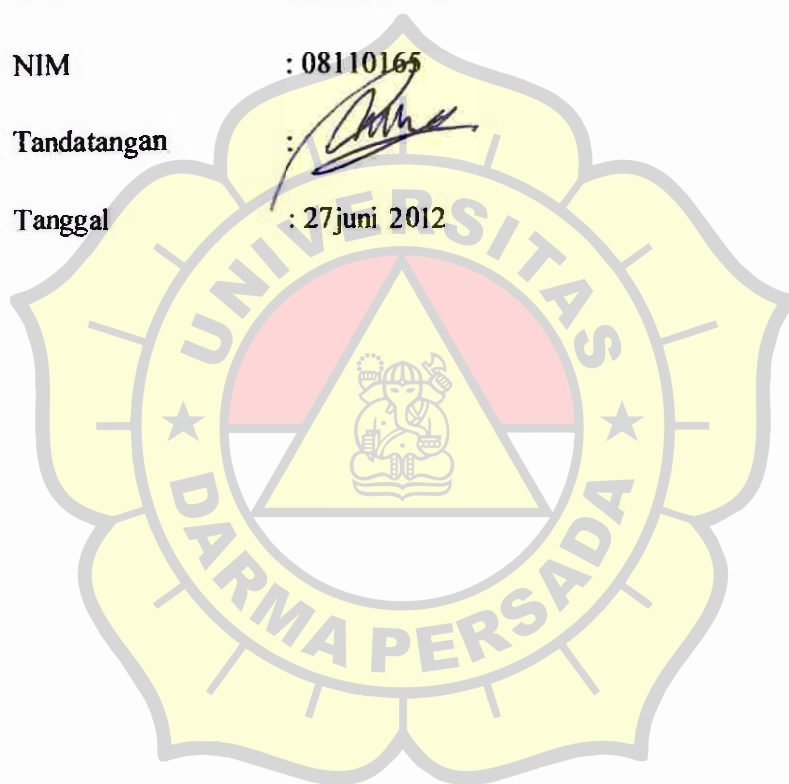 NIM : 08110165
Tandatangan :
Tanggal : 27juni 2012
UNIVERSITAS
DARMA PERSADA